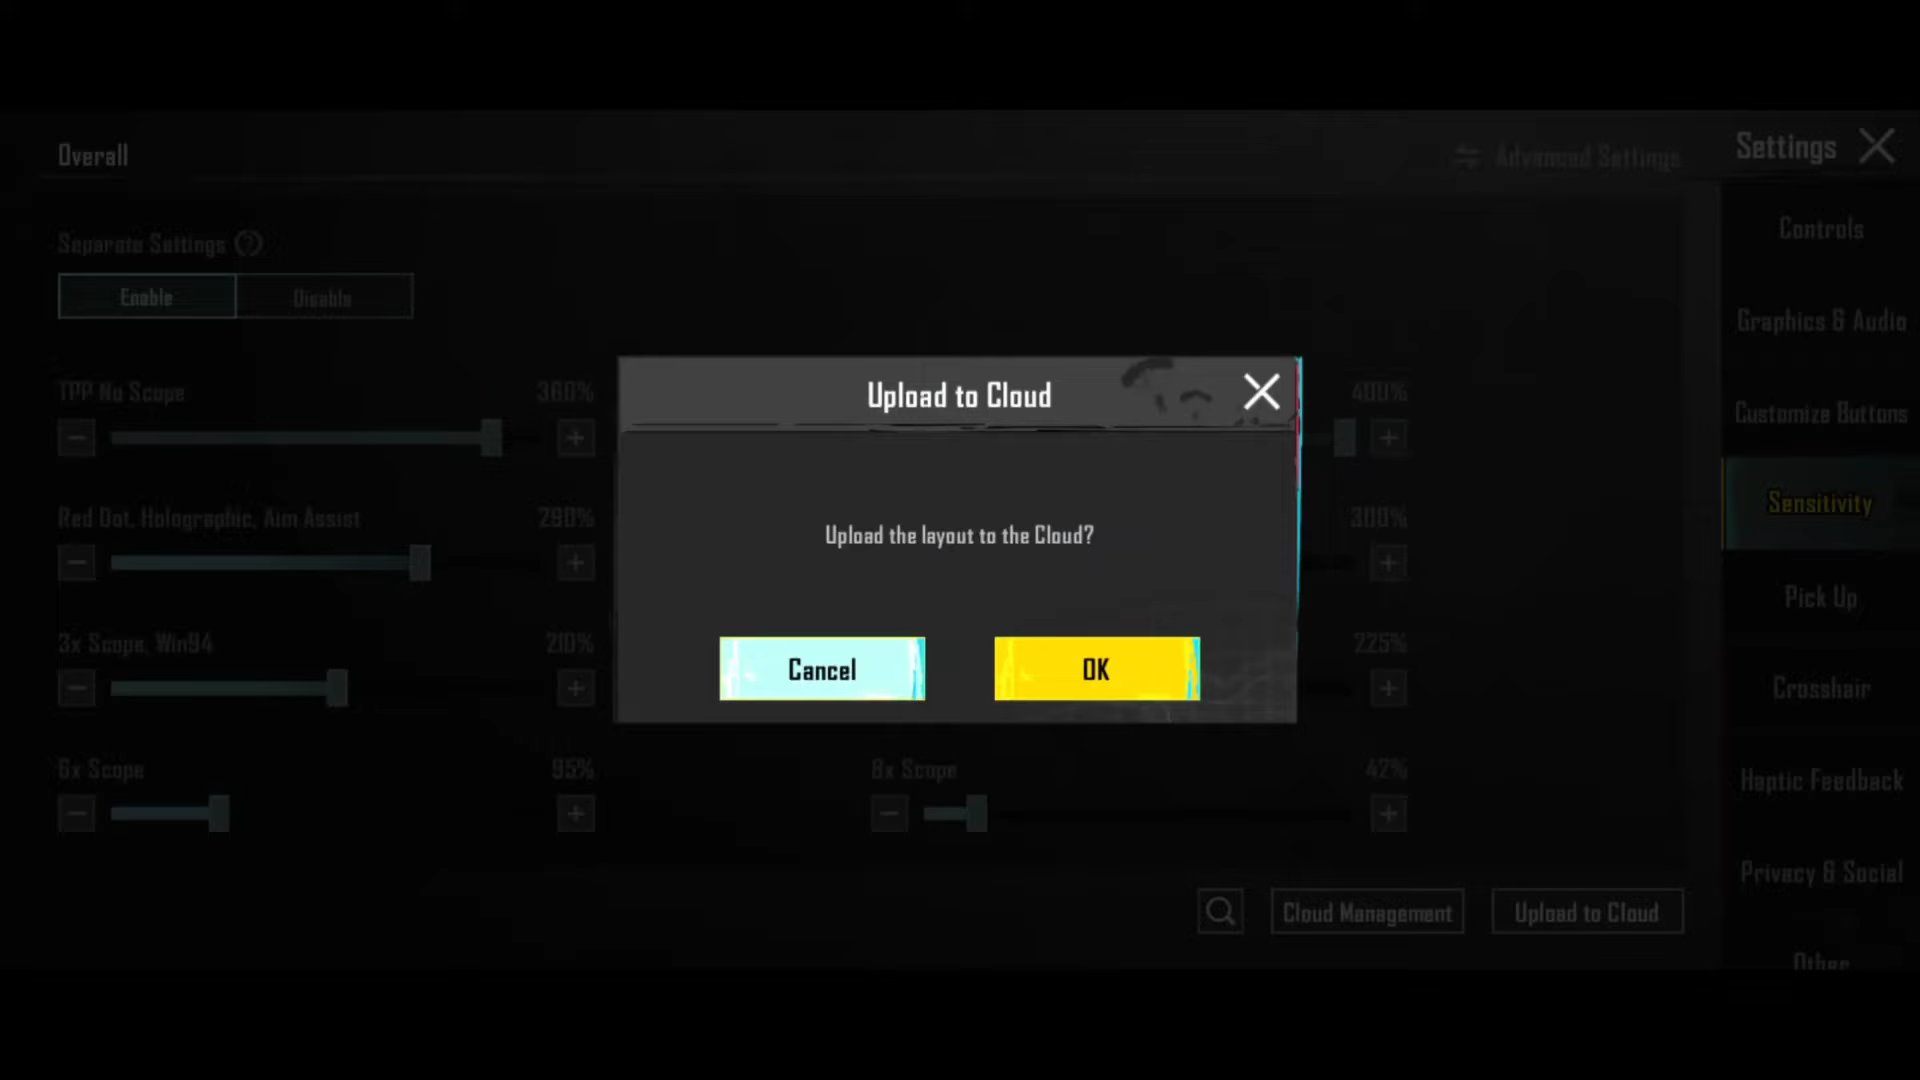 Overall
Advanced Settings
Settings
Separate Settings
Enable
Disable
TPP No Scope
360%
400%
Red Dot, Holographic, Aim Assist
290%
300%
3x Scope, Win94
210%
225%
6x Scope
95%
8x Scope
42%
Upload to Cloud
Upload the layout to the Cloud?
Cancel
OK
Cloud Management
Upload to Cloud
Controls
Graphics & Audio
Customize Buttons
Sensitivity
Pick Up
Crosshair
Haptic Feedback
Privacy & Social
Other